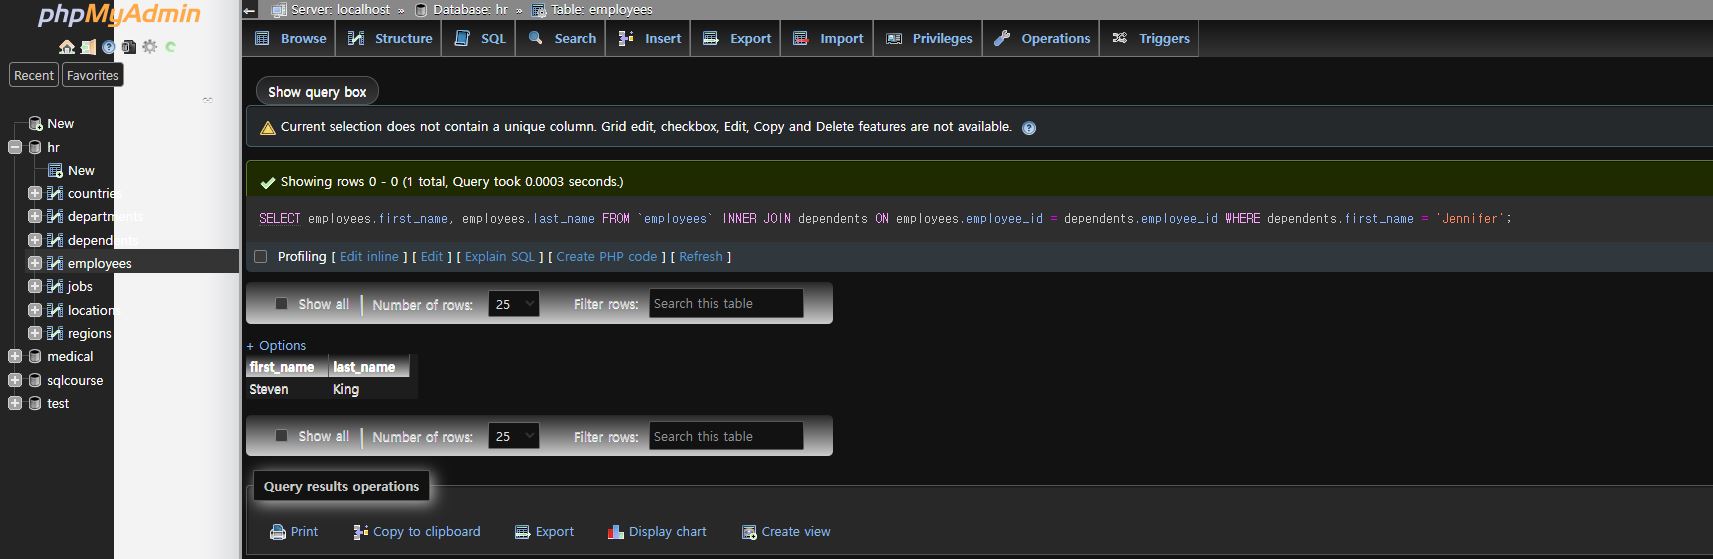 phpMyAdmin
Recent Favorites
New
hr
New
countries
departments
dependents
employees
jobs
locations
regions
medical
sqlcourse
test
Server: localhost » Database: hr » Table: employees
Browse Structure SQL Search Insert Export Import Privileges Operations Triggers
Show query box
Current selection does not contain a unique column. Grid edit, checkbox, Edit, Copy and Delete features are not available.
Showing rows 0 - 0 (1 total, Query took 0.0003 seconds.)
SELECT employees.first_name, employees.last_name FROM `employees` INNER JOIN dependents ON employees.employee_id = dependents.employee_id WHERE dependents.first_name = 'Jennifer';
Profiling [ Edit inline ] [ Edit ] [ Explain SQL ] [ Create PHP code ] [ Refresh ]
Show all | Number of rows: 25 Filter rows: Search this table
+ Options
first_name last_name
Steven King
Show all | Number of rows: 25 Filter rows: Search this table
Query results operations
Print Copy to clipboard Export Display chart Create view